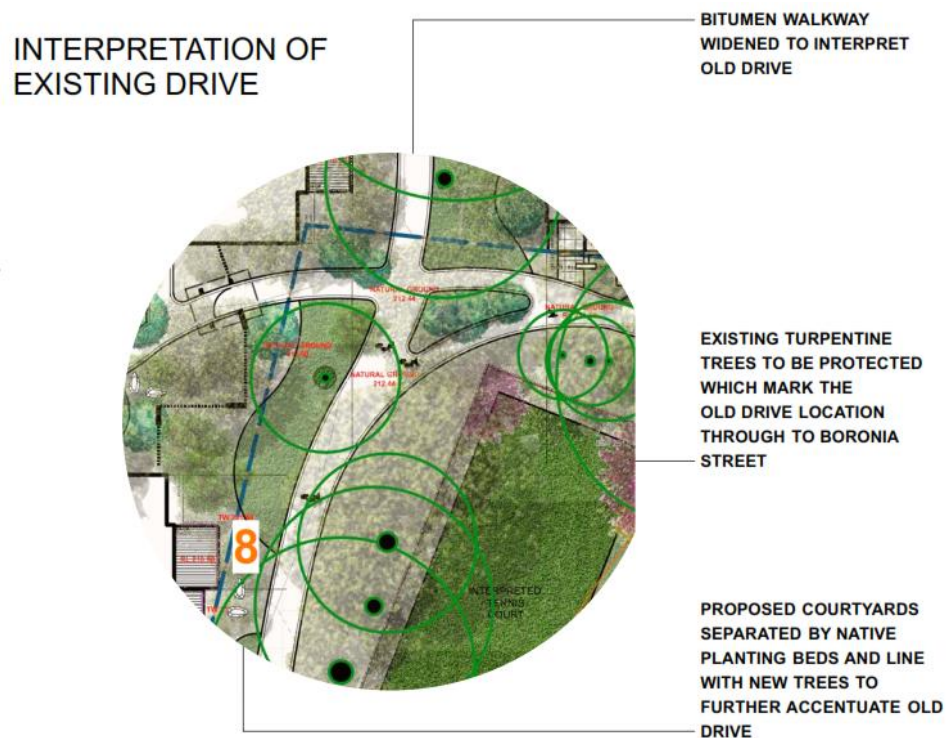 INTERPRETATION OF
EXISTING DRIVE
BITUMEN WALKWAY
WIDENED TO INTERPRET
OLD DRIVE
NATURAL GROUND
212.44
NATURAL GROUND
NATURAL
212.44
EXISTING TURPENTINE
TREES TO BE PROTECTED
WHICH MARK THE
OLD DRIVE LOCATION
THROUGH TO BORONIA
STREET
8
INTERPRETED
TENNIS
COURT
PROPOSED COURTYARDS
SEPARATED BY NATIVE
PLANTING BEDS AND LINE
WITH NEW TREES TO
FURTHER ACCENTUATE OLD
DRIVE